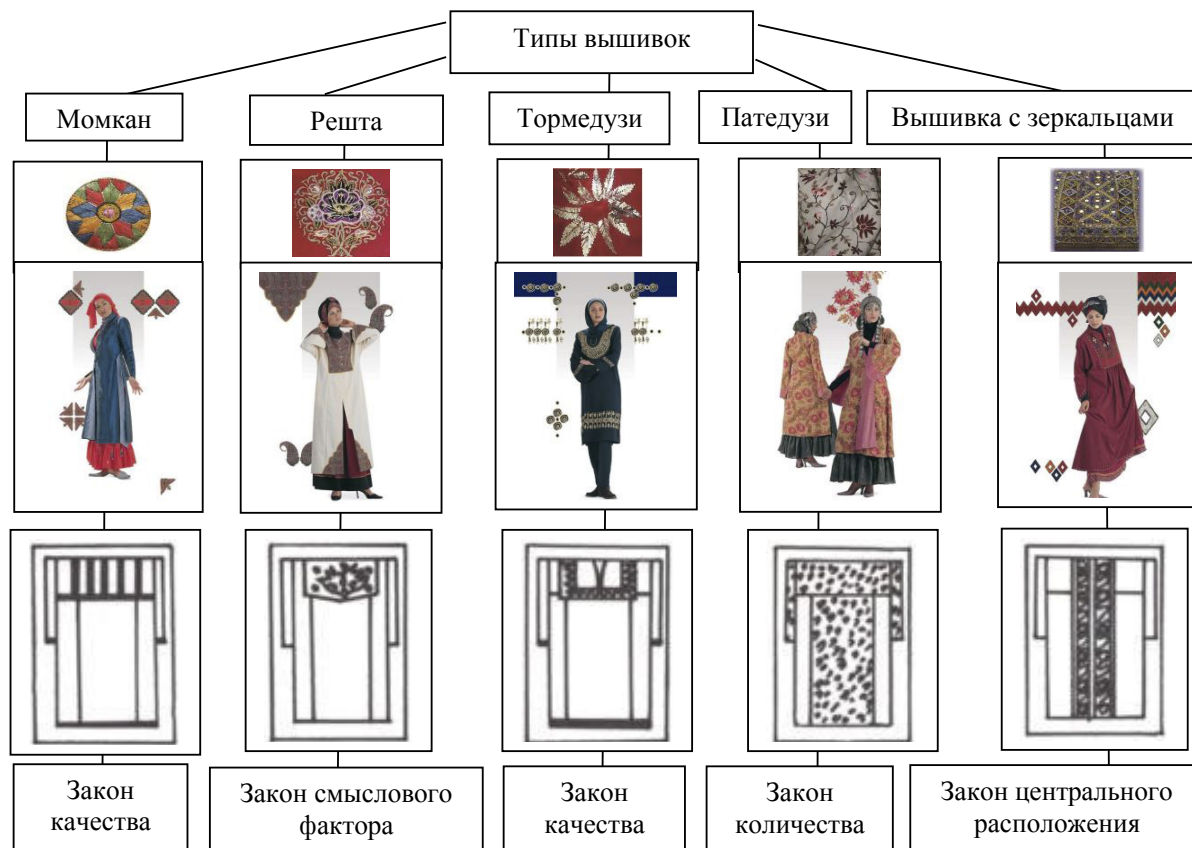 Типы вышивок
Момкан
Решта
Тормедузи
Патедузи
Вышивка с зеркальцами
Закон
качества
Закон смыслового
фактора
Закон
качества
Закон
количества
Закон центрального
расположения